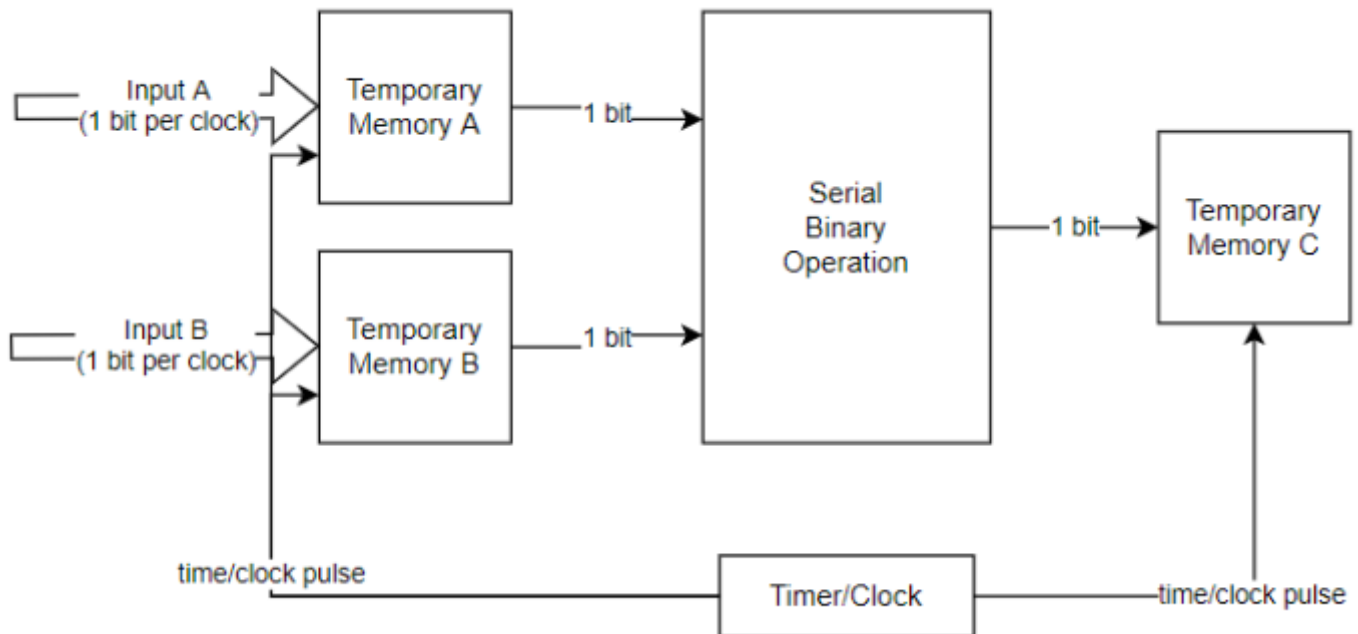 Input A
(1 bit per clock)
Temporary
Memory A
1 bit
Serial
Binary
Operation
1 bit
Temporary
Memory C
Input B
(1 bit per clock)
Temporary
Memory B
1 bit
time/clock pulse
Timer/Clock
time/clock pulse